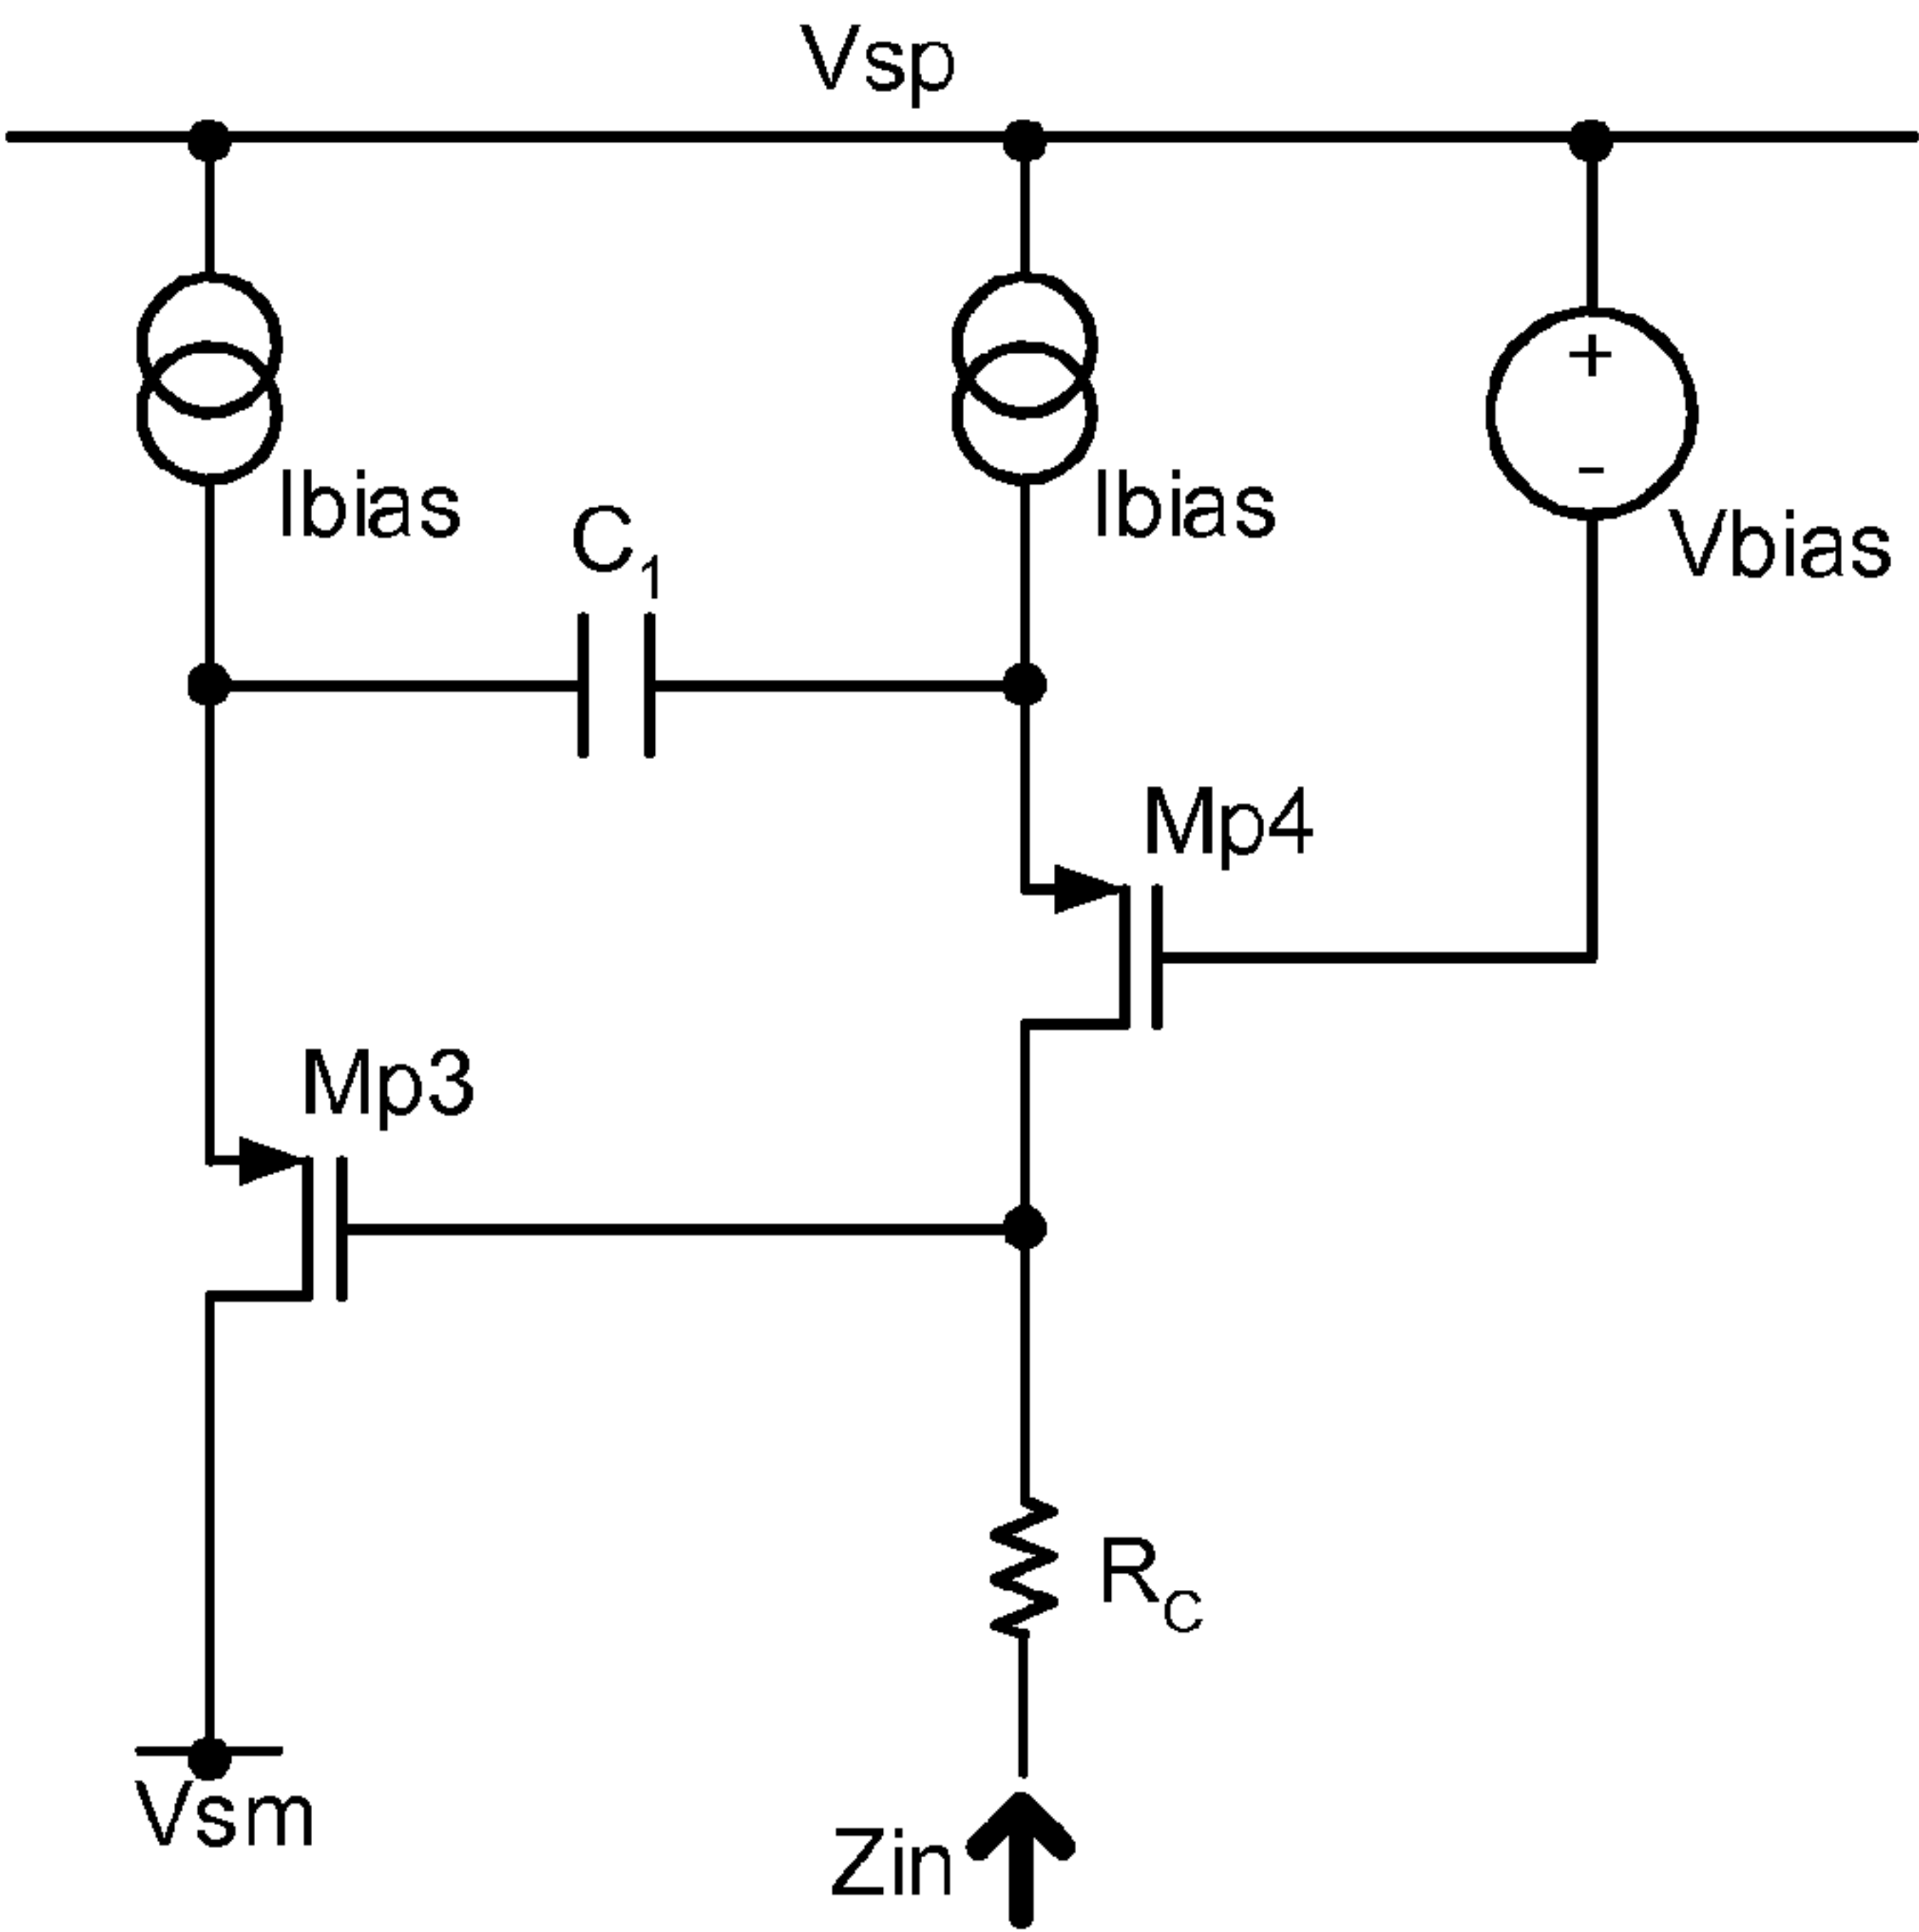 Vsp
+
-
Ibias
C1
Ibias
Vbias
Mp4
Mp3
RC
Vsm
Zin